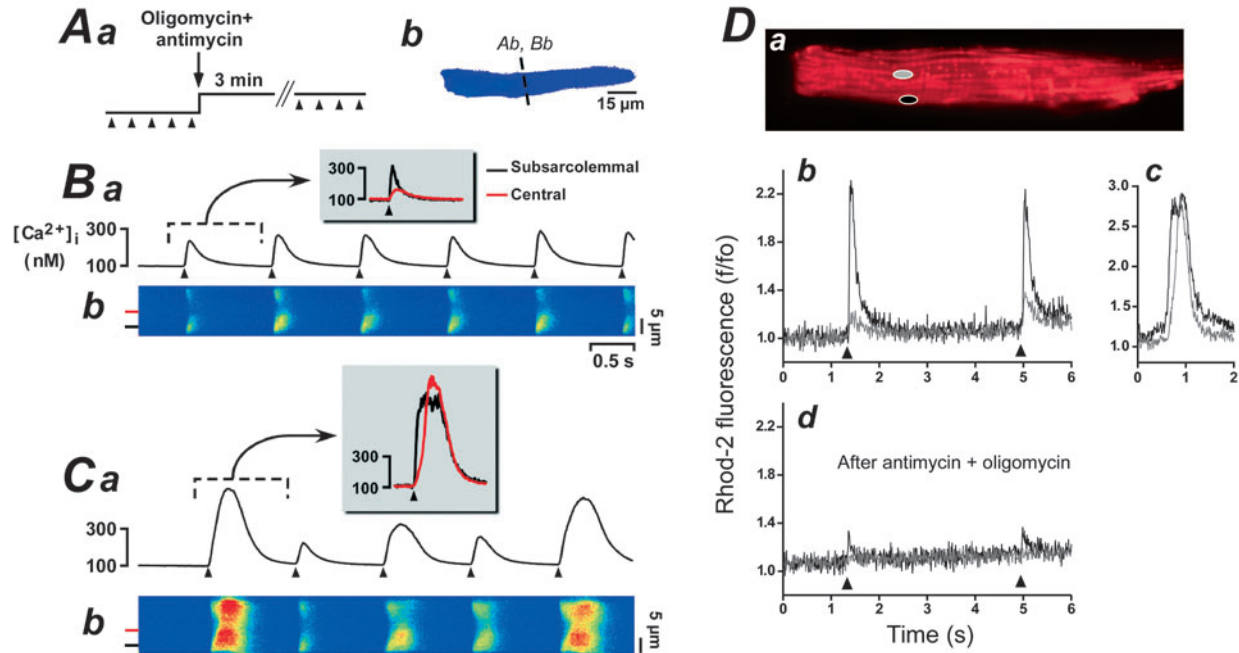 Aa
Oligomycin+
antimycin
3 min
b
Ab, Bb
15 µm
Ba
300
100
Subsarcolemmal
Central
[Ca²⁺]i
(nM)
300
100
b
5 µm
0.5 s
Ca
300
100
300
100
b
5 µm
D
a
b
2.2
1.8
1.4
1.0
0 1 2 3 4 5 6
c
3.0
2.5
2.0
1.5
1.0
0 1 2
Rhod-2 fluorescence (f/fo)
d
After antimycin + oligomycin
2.2
1.8
1.4
1.0
0 1 2 3 4 5 6
Time (s)